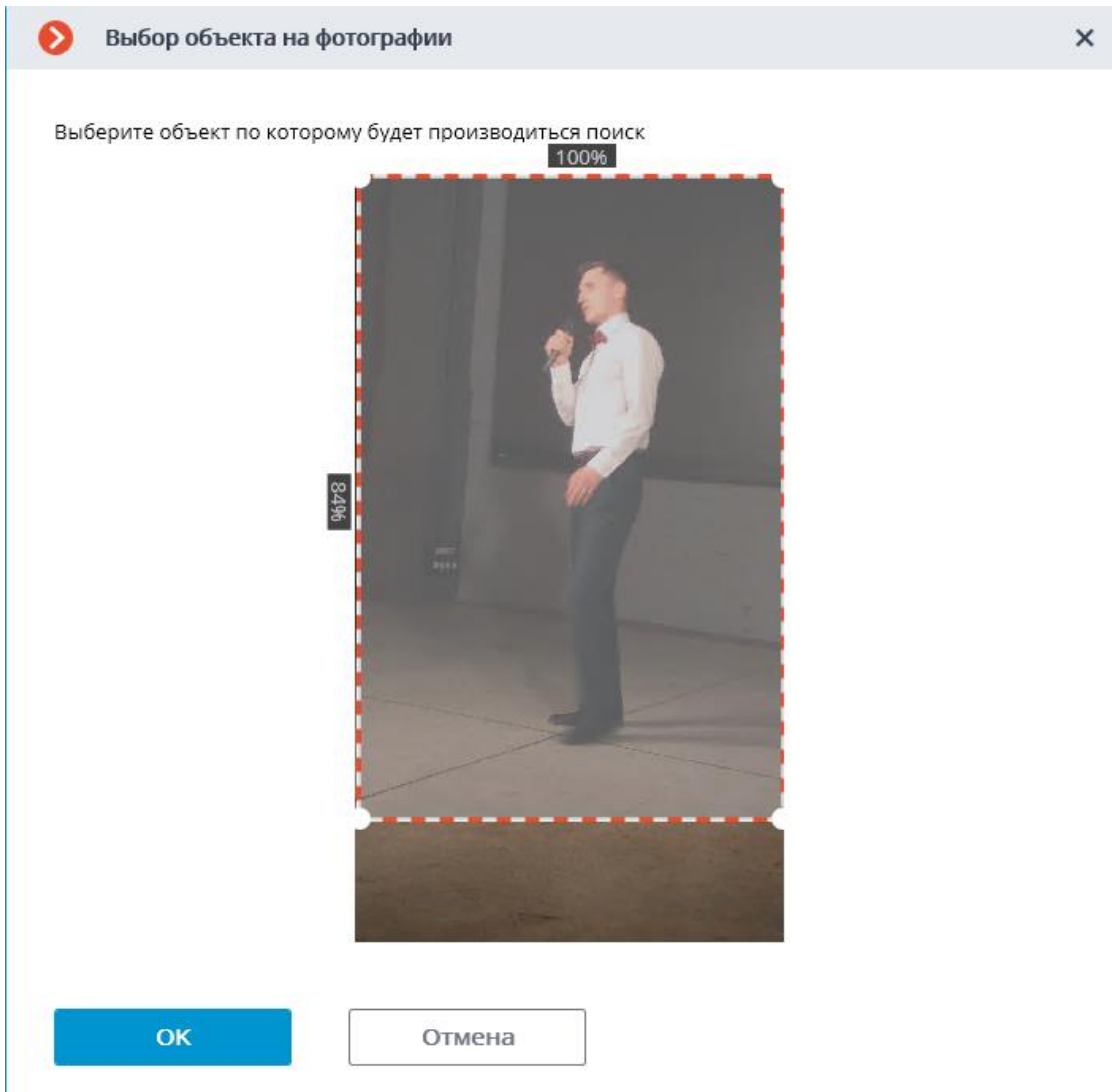 Выбор объекта на фотографии
Выберите объект по которому будет производиться поиск
100%
84%
OK
Отмена